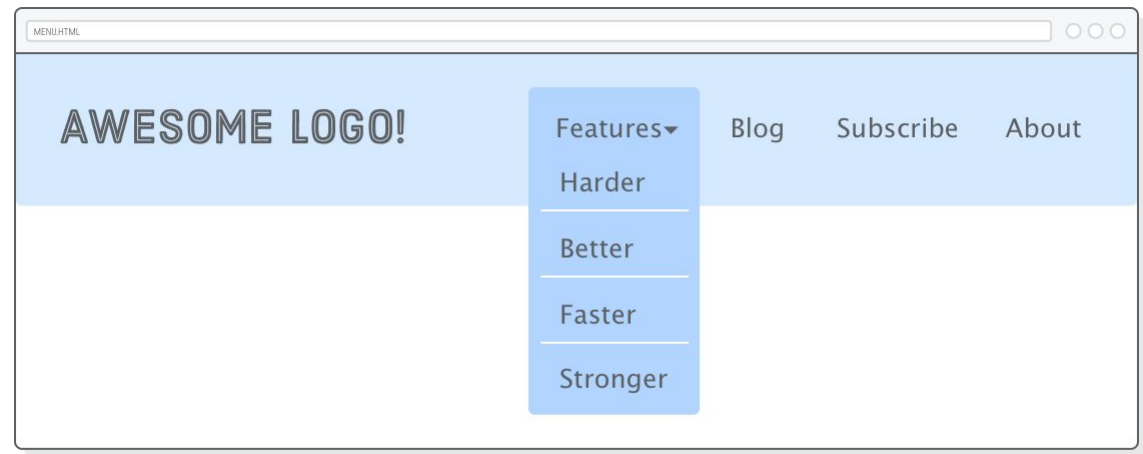 MENU.HTML
AWESOME LOGO! Features Blog Subscribe About
Harder
Better
Faster
Stronger